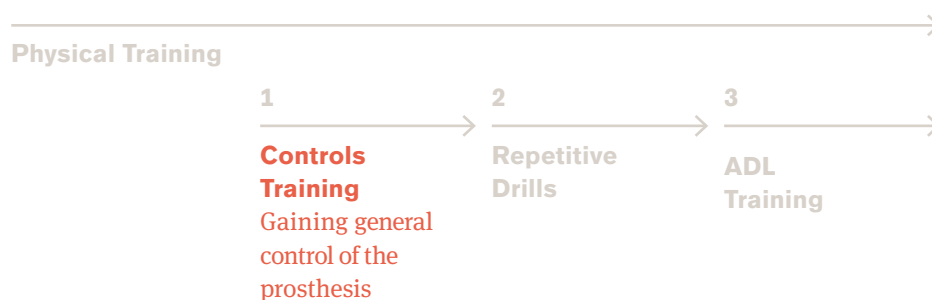 Physical Training
1
Controls
Training
Gaining general
control of the
prosthesis
2
Repetitive
Drills
3
ADL
Training